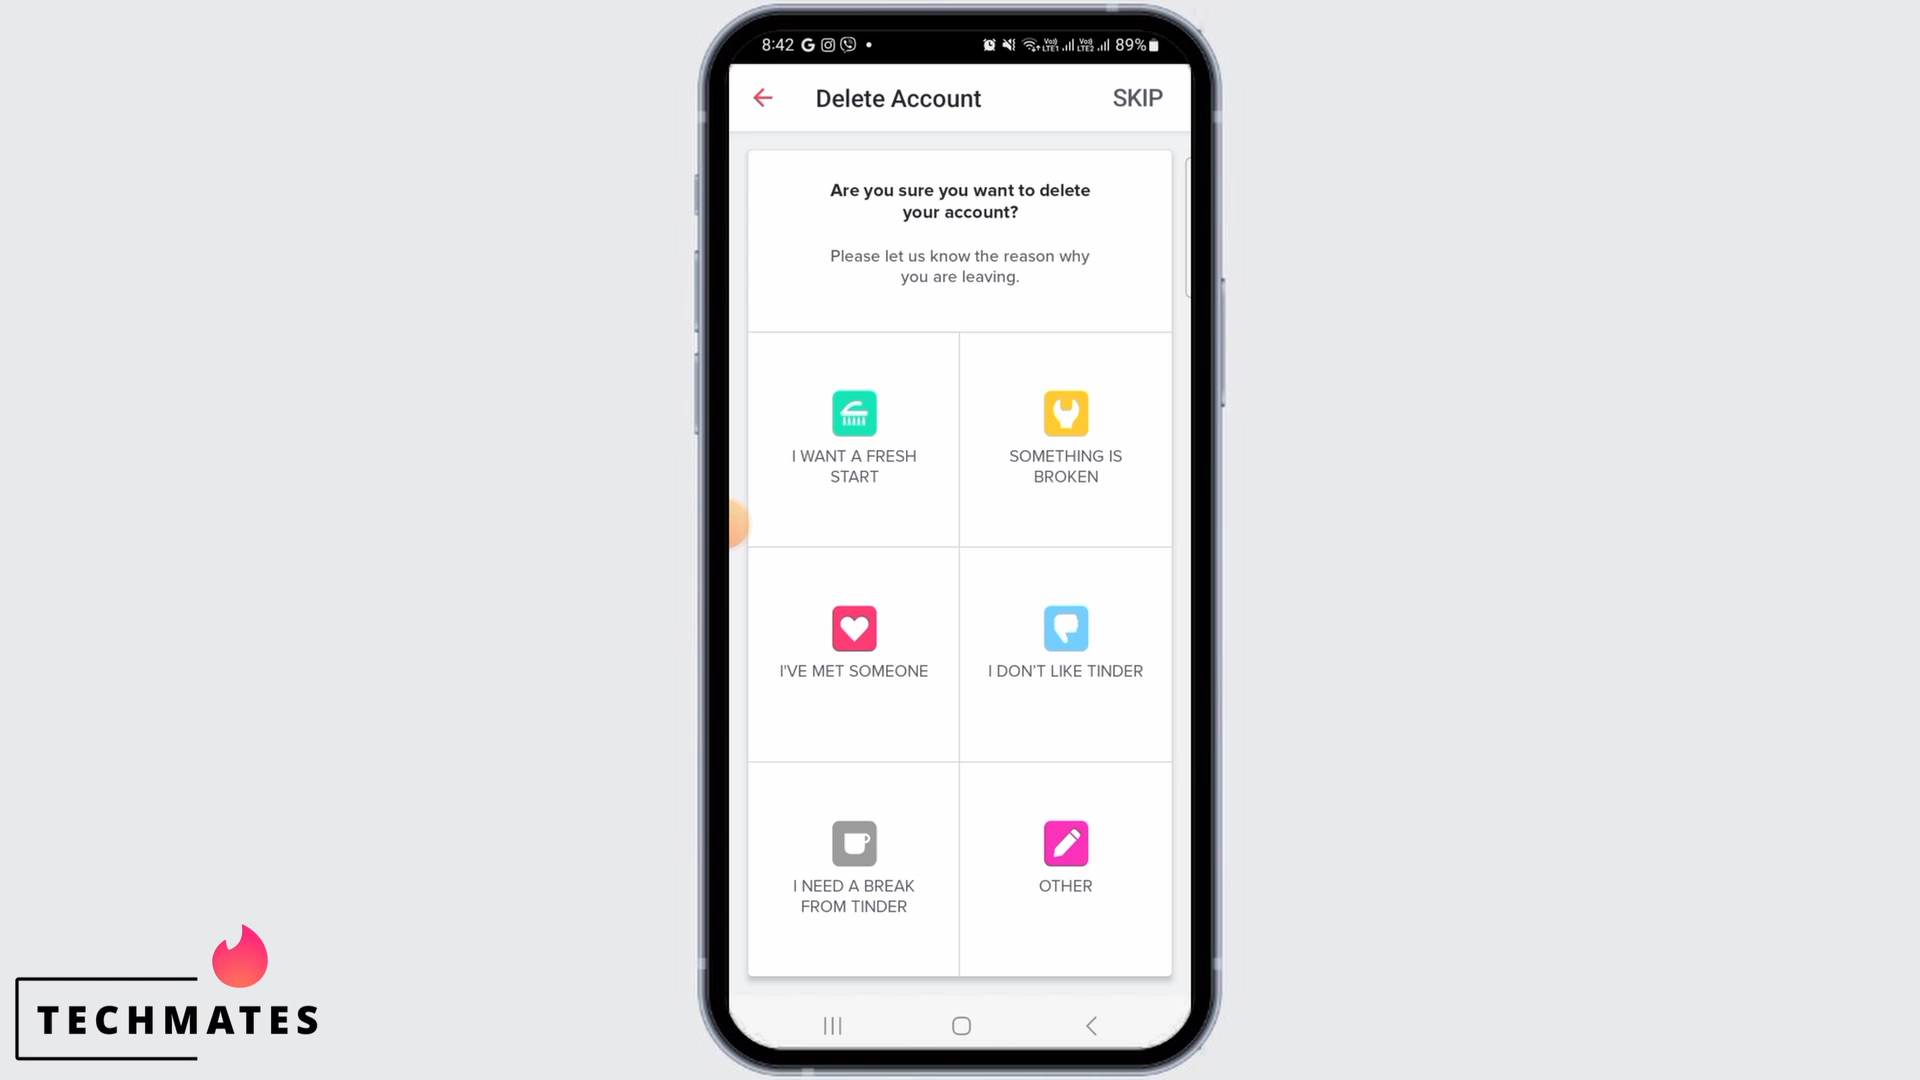 8:42
89%
Delete Account
SKIP
Are you sure you want to delete
your account?
Please let us know the reason why
you are leaving.
I WANT A FRESH
START
SOMETHING IS
BROKEN
I'VE MET SOMEONE
I DON'T LIKE TINDER
I NEED A BREAK
FROM TINDER
OTHER
TECHMATES